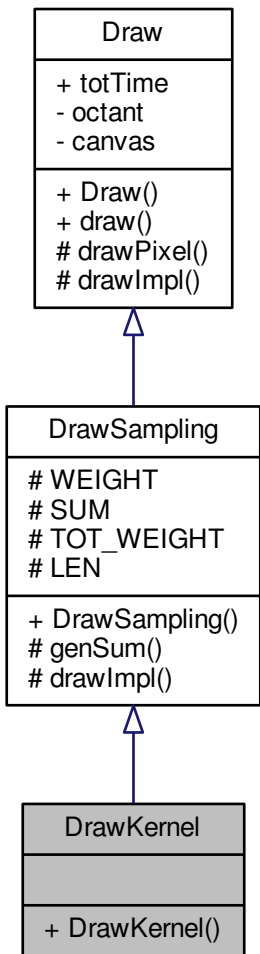 Draw
+ totTime
- octant
- canvas
+ Draw()
+ draw()
# drawPixel()
# drawImpl()
DrawSampling
# WEIGHT
# SUM
# TOT_WEIGHT
# LEN
+ DrawSampling()
# genSum()
# drawImpl()
DrawKernel
+ DrawKernel()